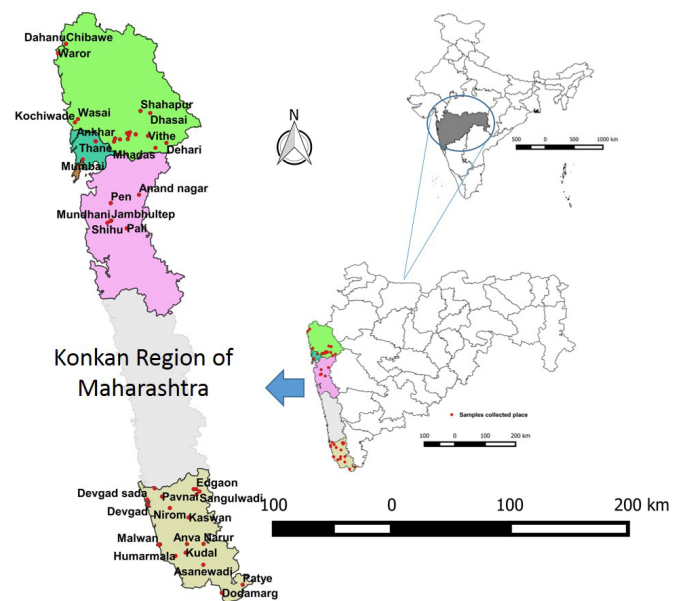 DahanuChibawe
Waror
Shahapur
Kochiwade
Wasai
Dhasai
Ankhar
Vithe
Thane
Mhadas
Dehari
Mumbai
Anand nagar
Pen
Mundhani
Jambhultep
Shihu
Pali
Konkan Region of
Maharashtra
Edgaon
Devgad sada
Pavnai
Sangulwadi
Devgad
Nirom
Kaswan
Malwan
Anva
Narur
Humarmala
Kudal
Asanewadi
Patye
Dodamarg
N
500 0 500 1000 km
Samples collected place
100 0 100 200 km
100 0 100 200 km